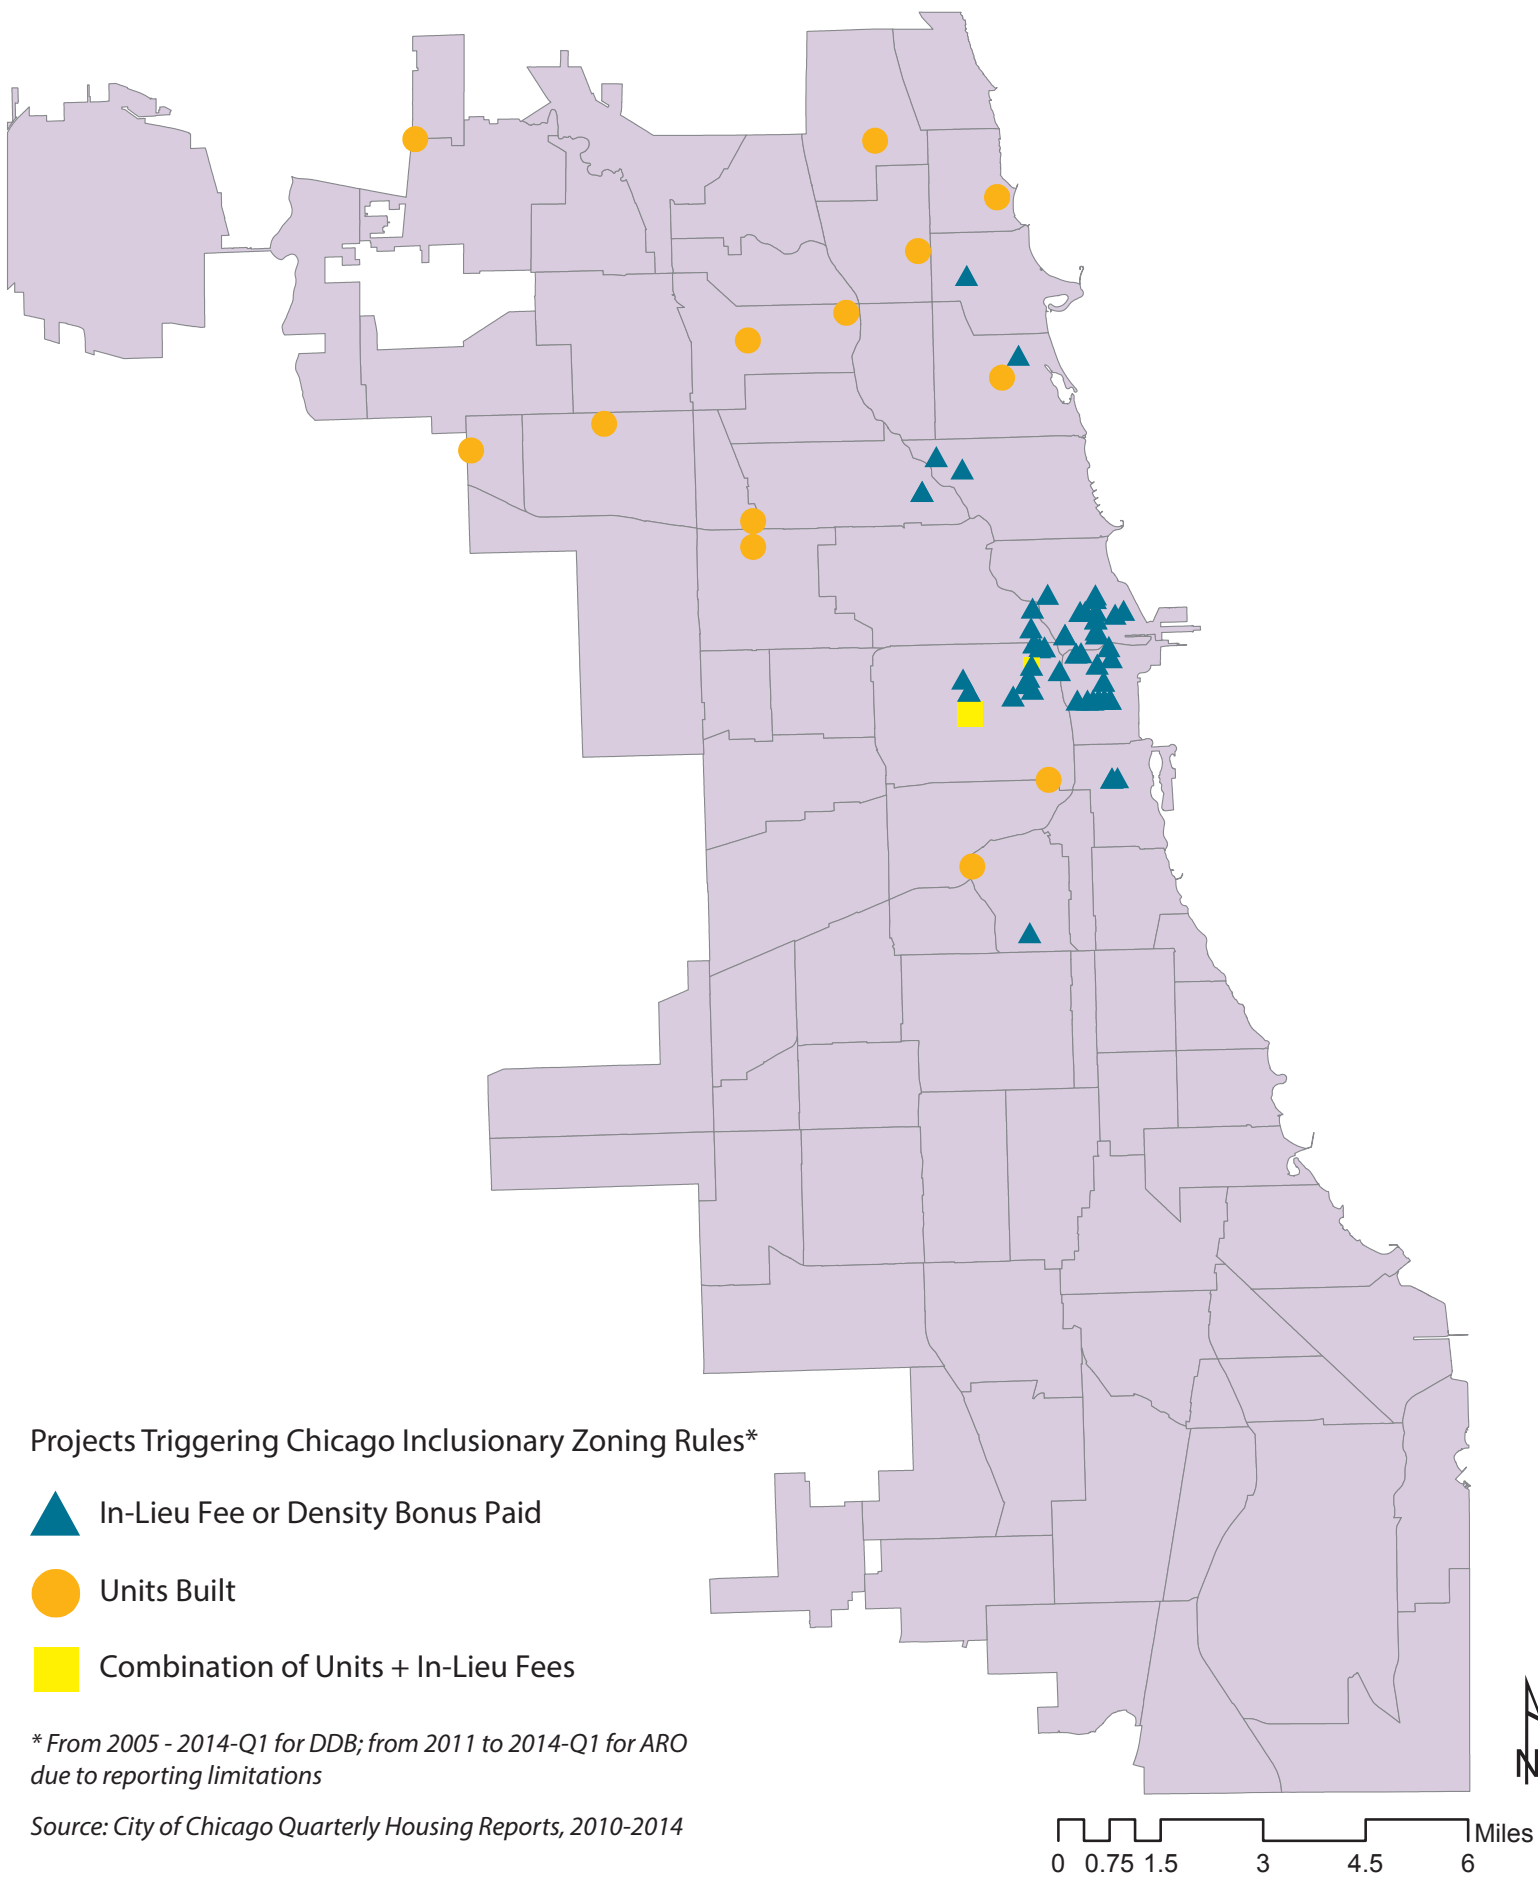 Projects Triggering Chicago Inclusionary Zoning Rules*
In-Lieu Fee or Density Bonus Paid
Units Built
Combination of Units + In-Lieu Fees
* From 2005 - 2014-Q1 for DDB; from 2011 to 2014-Q1 for ARO
due to reporting limitations
Source: City of Chicago Quarterly Housing Reports, 2010-2014
N
Miles
0 0.75 1.5 3 4.5 6